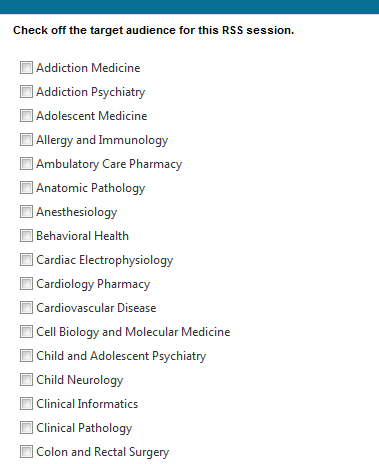 Check off the target audience for this RSS session.
Addiction Medicine
Addiction Psychiatry
Adolescent Medicine
Allergy and Immunology
Ambulatory Care Pharmacy
Anatomic Pathology
Anesthesiology
Behavioral Health
Cardiac Electrophysiology
Cardiology Pharmacy
Cardiovascular Disease
Cell Biology and Molecular Medicine
Child and Adolescent Psychiatry
Child Neurology
Clinical Informatics
Clinical Pathology
Colon and Rectal Surgery